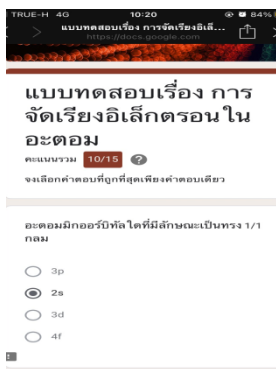 TRUE-H 4G 10:20 84%
แบบทดสอบเรื่อง การจัดเรียงอิเล็...
https://docs.google.com
แบบทดสอบเรื่อง การ
จัดเรียงอิเล็กตรอนใน
อะตอม
คะแนนรวม 10/15 ?
จงเลือกคำตอบที่ถูกที่สุดเพียงคำตอบเดียว
อะตอมมิกออร์บิทัลใดที่มีลักษณะเป็นทรง 1/1
กลม
3p
2s
3d
4f